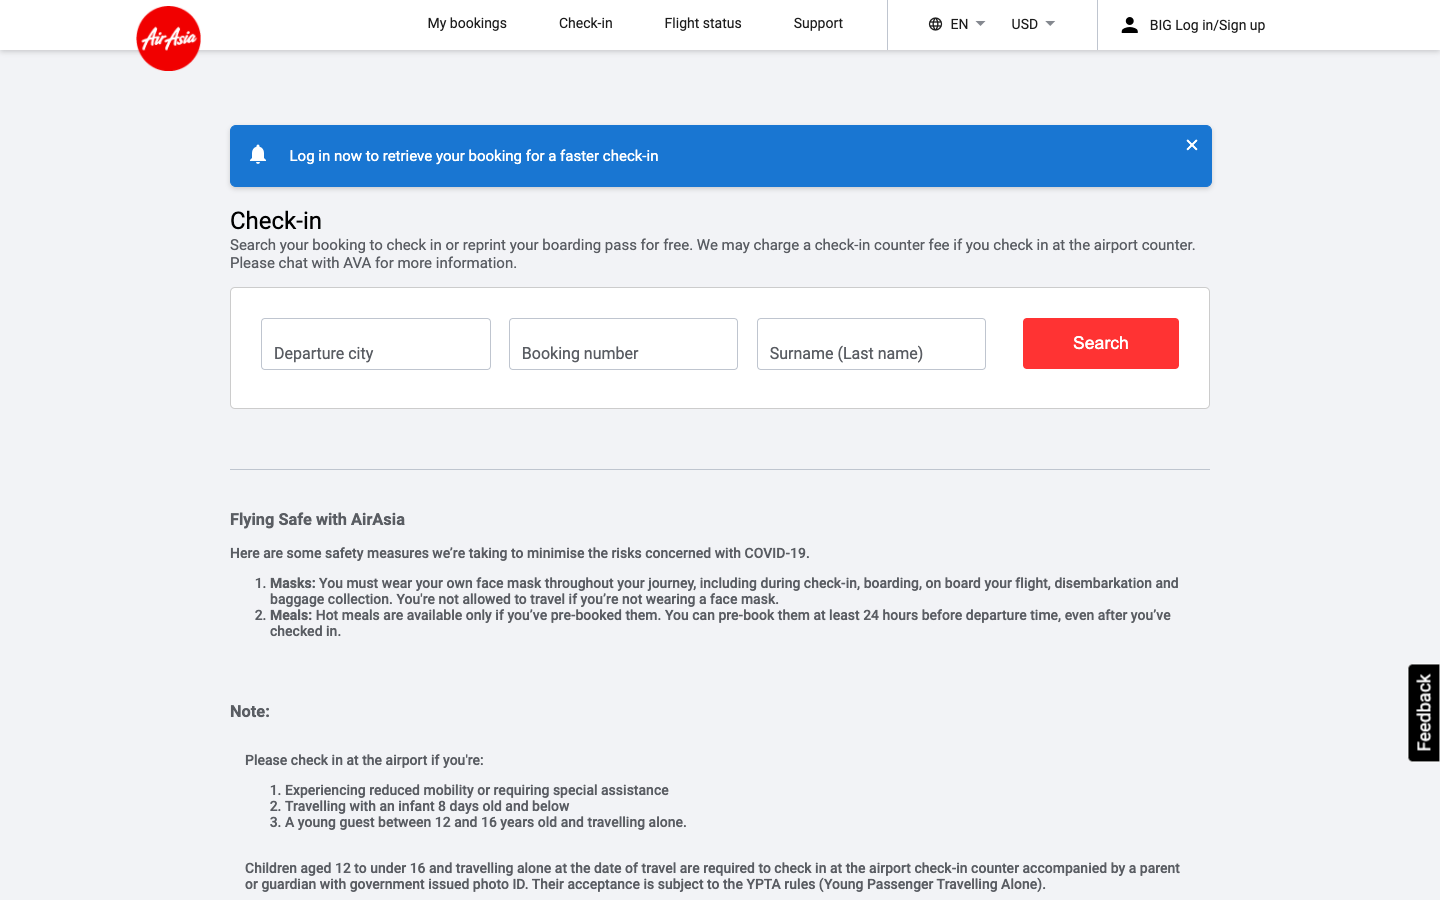 AirAsia
My bookings
Check-in
Flight status
Support
EN
USD
BIG Log in/Sign up
Log in now to retrieve your booking for a faster check-in
Check-in
Search your booking to check in or reprint your boarding pass for free. We may charge a check-in counter fee if you check in at the airport counter.
Please chat with AVA for more information.
Departure city
Booking number
Surname (Last name)
Search
Flying Safe with AirAsia
Here are some safety measures we’re taking to minimise the risks concerned with COVID-19.
1. Masks: You must wear your own face mask throughout your journey, including during check-in, boarding, on board your flight, disembarkation and
baggage collection. You're not allowed to travel if you’re not wearing a face mask.
2. Meals: Hot meals are available only if you’ve pre-booked them. You can pre-book them at least 24 hours before departure time, even after you’ve
checked in.
Feedback
Note:
Please check in at the airport if you're:
1. Experiencing reduced mobility or requiring special assistance
2. Travelling with an infant 8 days old and below
3. A young guest between 12 and 16 years old and travelling alone.
Children aged 12 to under 16 and travelling alone at the date of travel are required to check in at the airport check-in counter accompanied by a parent
or guardian with government issued photo ID. Their acceptance is subject to the YPTA rules (Young Passenger Travelling Alone).